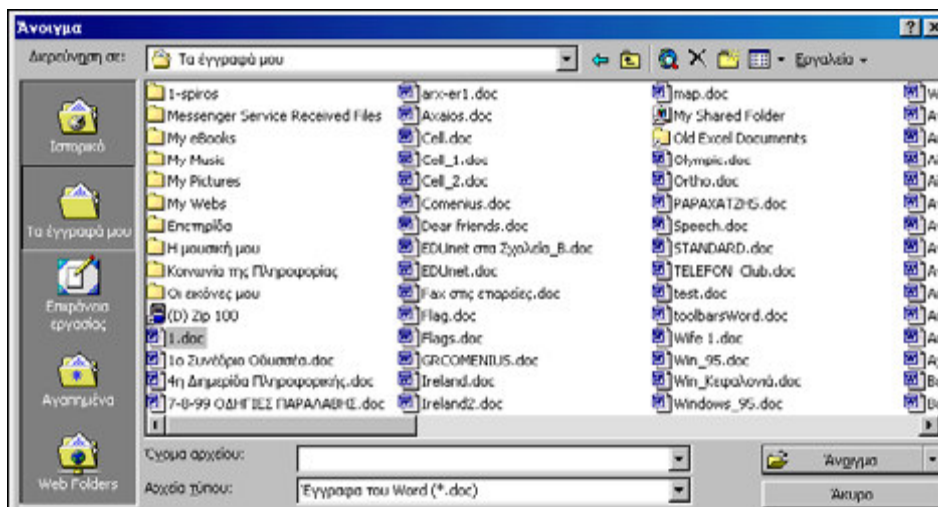 Άνοιγμα
Διερεύνηση σε:
Τα έγγραφά μου
Εργαλεία
Ιστορικό
Τα έγγραφά μου
Επιφάνεια
εργασίας
Αγαπημένα
Web Folders
1-spiros
Messenger Service Received Files
My eBooks
My Music
My Pictures
My Webs
Επετηρίδα
Η μουσική μου
Κοινωνία της Πληροφορίας
Οι εικόνες μου
(D) Zip 100
1.doc
1ο Συνέδριο Οδυσσέα.doc
4η Διημερίδα Πληροφορικής.doc
7-8-99 ΟΔΗΓΙΕΣ ΠΑΡΑΛΑΒΗΣ.doc
arx-er1.doc
Axaios.doc
Cell.doc
Cell_1.doc
Cell_2.doc
Comenius.doc
Dear friends.doc
EDUnet στα Σχολεία_Β.doc
EDUnet.doc
Fax στις εταρείες.doc
Flag.doc
Flags.doc
GRCOMENIUS.doc
Ireland.doc
Ireland2.doc
map.doc
My Shared Folder
Old Excel Documents
Olympic.doc
Ortho.doc
PAPAXATZHS.doc
Speech.doc
STANDARD.doc
TELEFON Club.doc
test.doc
toolbarsWord.doc
Wife 1.doc
Win_95.doc
Win_Κεφαλονιά.doc
Windows_95.doc
Όνομα αρχείου:
Άνοιγμα
Αρχεία τύπου:
Έγγραφα του Word (*.doc)
Άκυρο